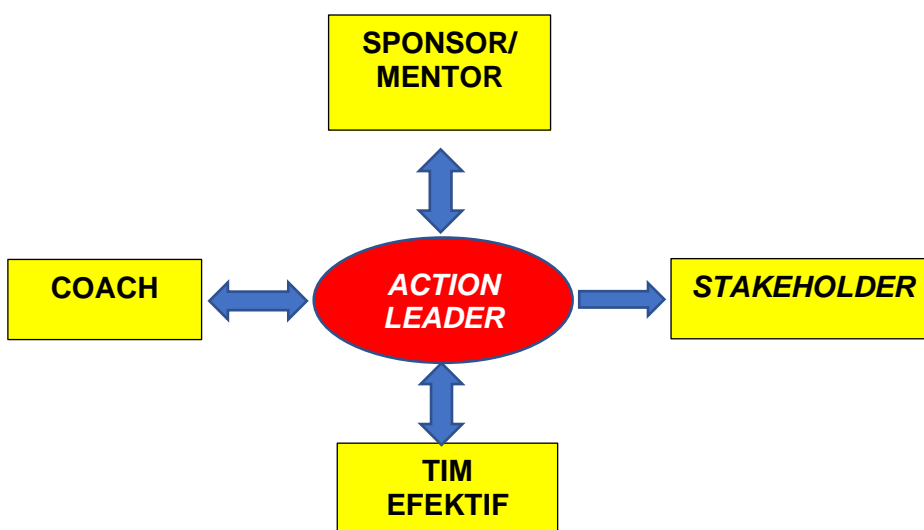 SPONSOR/
MENTOR
COACH
ACTION
LEADER
STAKEHOLDER
TIM
EFEKTIF